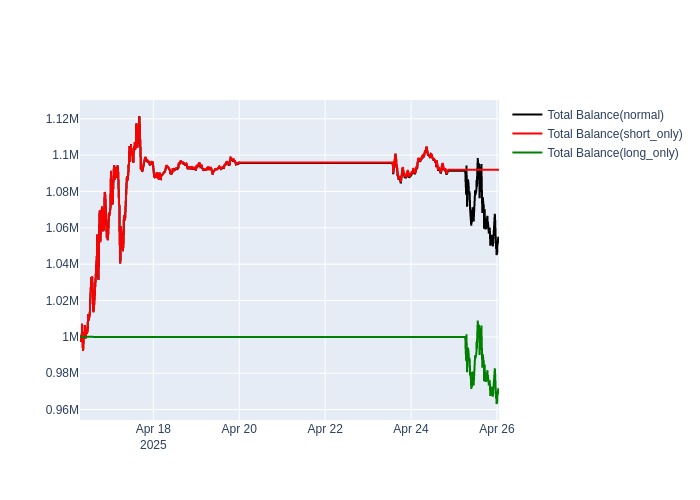 Total Balance(normal)
Total Balance(short_only)
Total Balance(long_only)
1.12M
1.1M
1.08M
1.06M
1.04M
1.02M
1M
0.98M
0.96M
Apr 18
2025
Apr 20
Apr 22
Apr 24
Apr 26